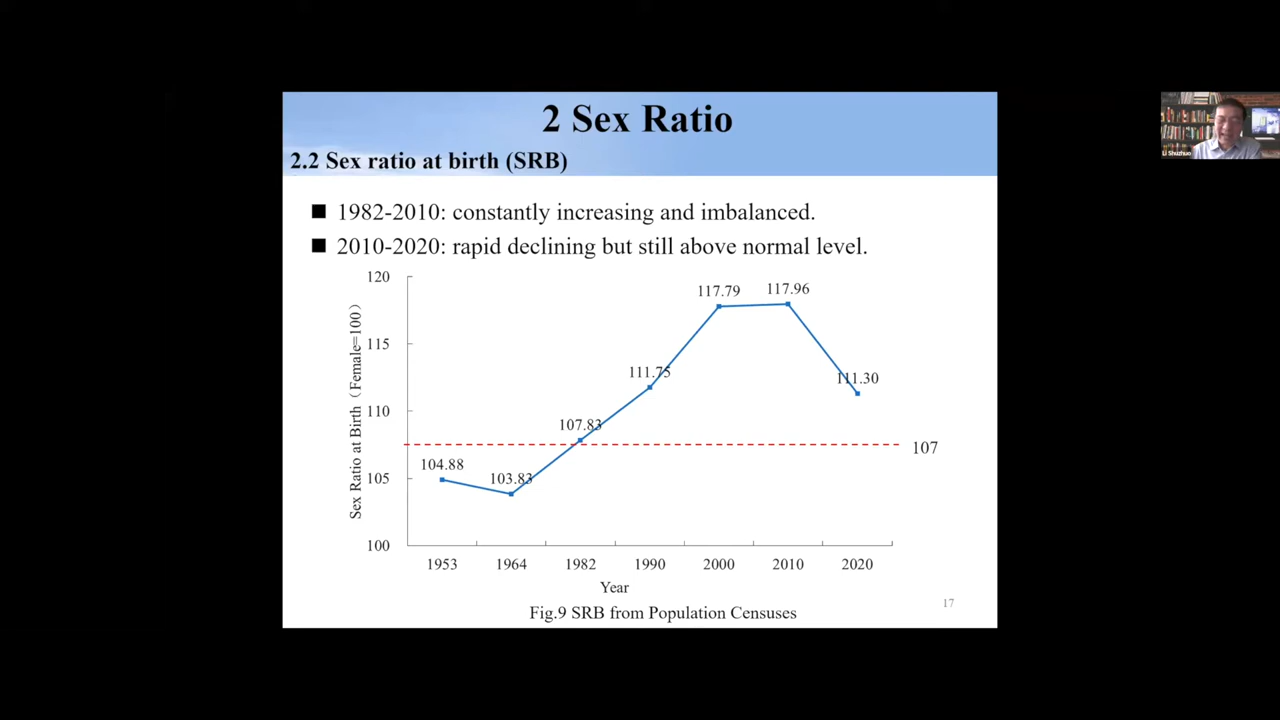 2 Sex Ratio
2.2 Sex ratio at birth (SRB)
■ 1982-2010: constantly increasing and imbalanced.
■ 2010-2020: rapid declining but still above normal level.
Sex Ratio at Birth（Female=100）
120
115
110
105
100
104.88
103.83
107.83
111.75
117.79
117.96
111.30
107
1953 1964 1982 1990 2000 2010 2020
Year
Fig.9 SRB from Population Censuses
17
Li Shuzhuo